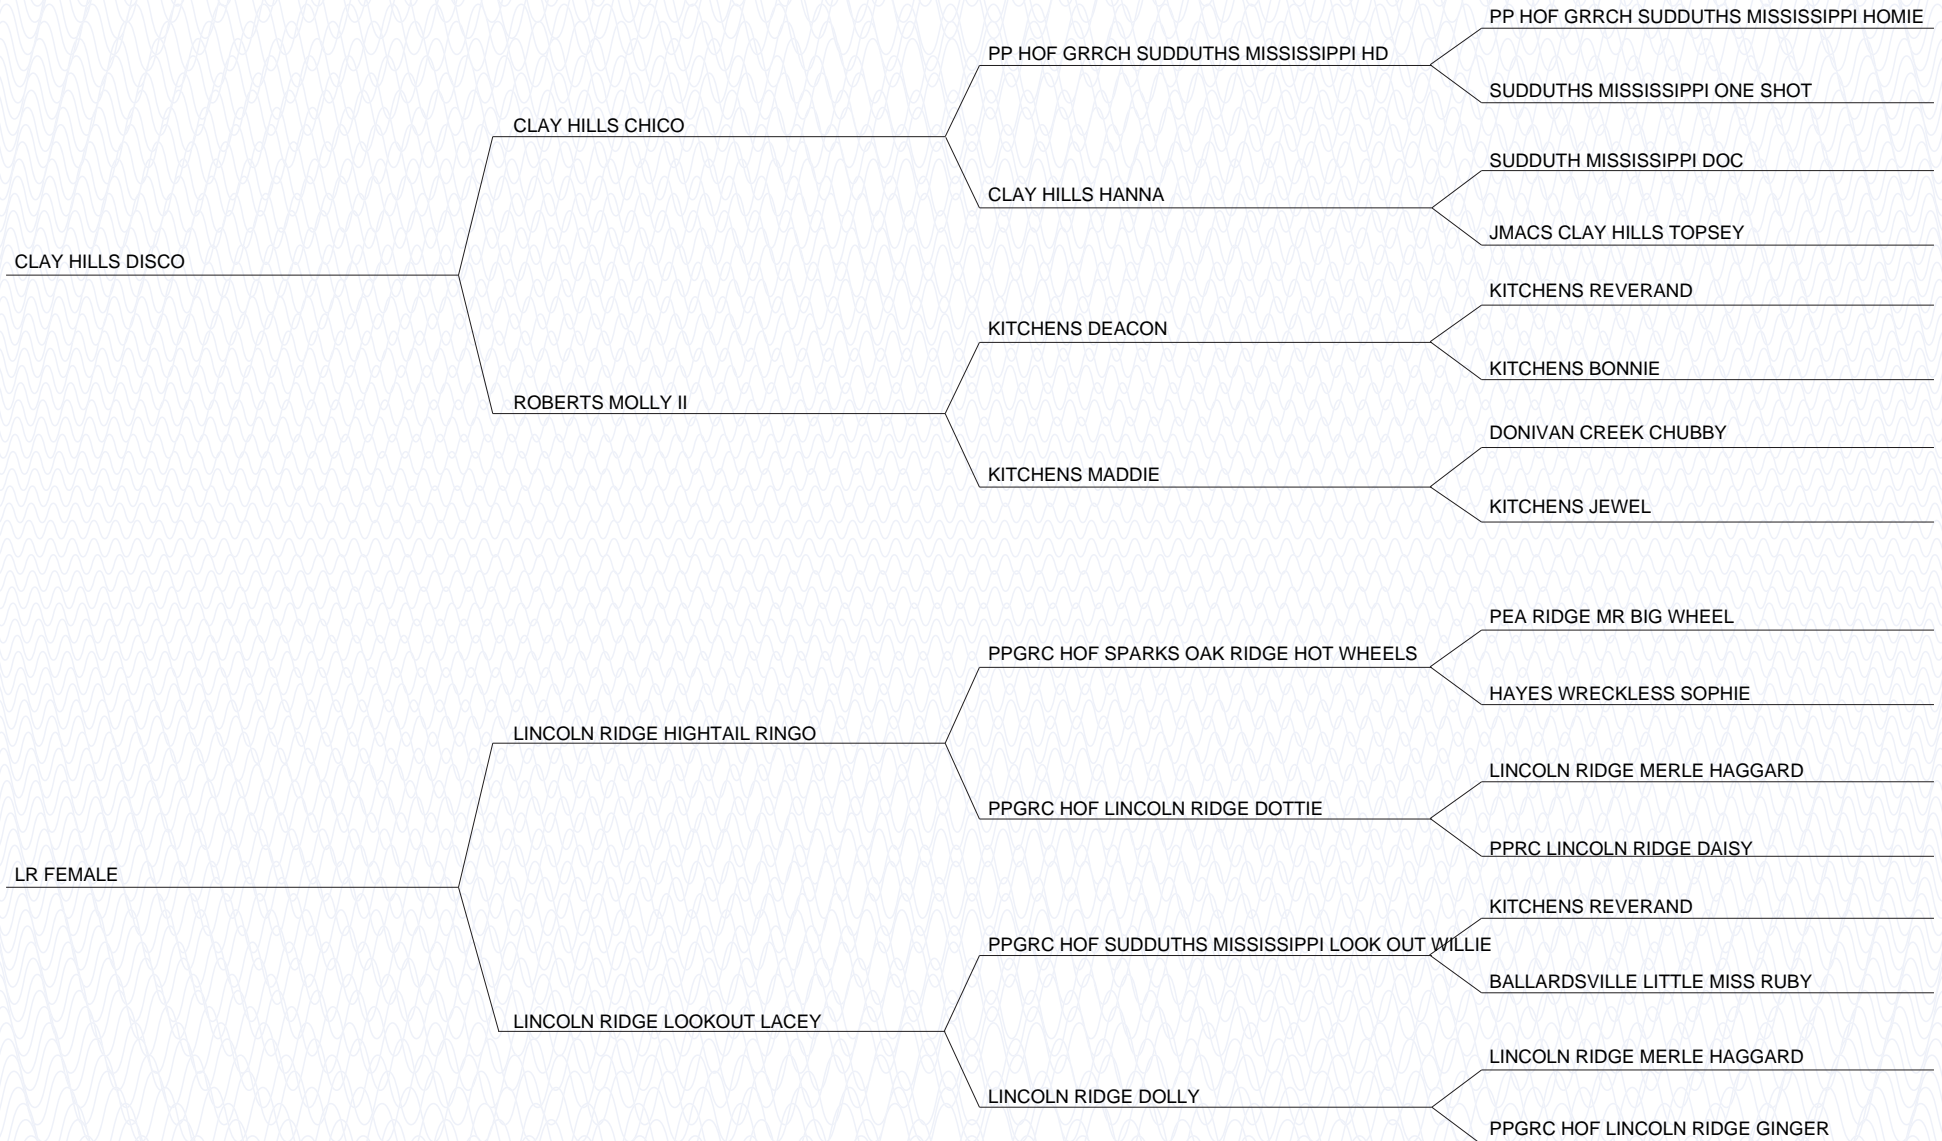 PP HOF GRRCH SUDDUTHS MISSISSIPPI HOMIE
PP HOF GRRCH SUDDUTHS MISSISSIPPI HD
SUDDUTHS MISSISSIPPI ONE SHOT
CLAY HILLS CHICO
SUDDUTH MISSISSIPPI DOC
CLAY HILLS HANNA
JMACS CLAY HILLS TOPSEY
CLAY HILLS DISCO
KITCHENS REVERAND
KITCHENS DEACON
KITCHENS BONNIE
ROBERTS MOLLY II
DONIVAN CREEK CHUBBY
KITCHENS MADDIE
KITCHENS JEWEL
PEA RIDGE MR BIG WHEEL
PPGRC HOF SPARKS OAK RIDGE HOT WHEELS
HAYES WRECKLESS SOPHIE
LINCOLN RIDGE HIGHTAIL RINGO
LINCOLN RIDGE MERLE HAGGARD
PPGRC HOF LINCOLN RIDGE DOTTIE
PPRC LINCOLN RIDGE DAISY
LR FEMALE
KITCHENS REVERAND
PPGRC HOF SUDDUTHS MISSISSIPPI LOOK OUT WILLIE
BALLARDSVILLE LITTLE MISS RUBY
LINCOLN RIDGE LOOKOUT LACEY
LINCOLN RIDGE MERLE HAGGARD
LINCOLN RIDGE DOLLY
PPGRC HOF LINCOLN RIDGE GINGER